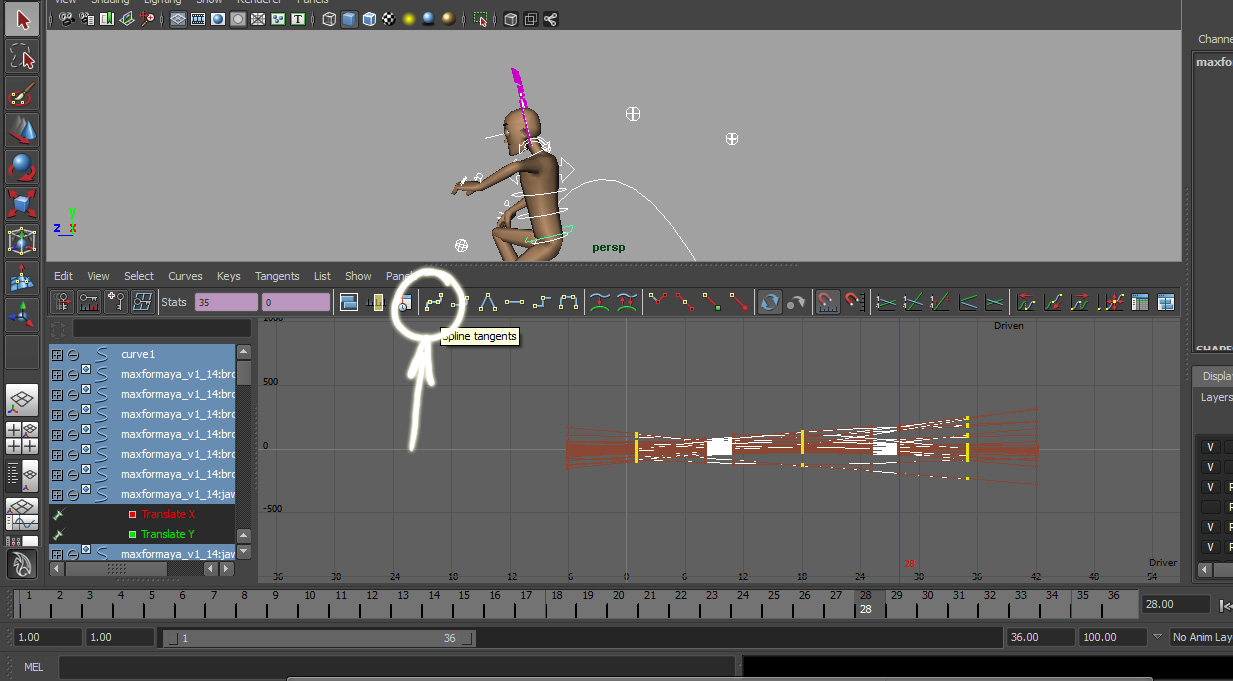 View Shading Lighting Show Renderer Panels
Channe
maxfo
y
z x
persp
Edit View Select Curves Keys Tangents List Show Pan
Stats 35 0
Spline tangents
1000
Driven
curve1
500
maxformaya_v1_14:bro
maxformaya_v1_14:bro
maxformaya_v1_14:bro
maxformaya_v1_14:bro
0
maxformaya_v1_14:bro
maxformaya_v1_14:bro
maxformaya_v1_14:jaw
Translate X
-500
Translate Y
maxformaya_v1_14:jaw
28
Driver
36 30 24 18 12 6 0 6 12 18 24 30 36 42 48 54
Displa
Layers
V
V
V
V
V
1 2 3 4 5 6 7 8 9 10 11 12 13 14 15 16 17 18 19 20 21 22 23 24 25 26 27 28 29 30 31 32 33 34 35 36
28
28.00
1.00 1.00 1 36 36.00 100.00 No Anim Lay
MEL